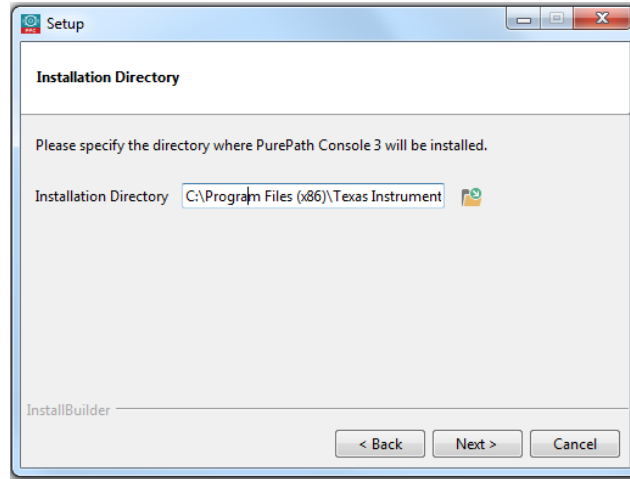 Setup
Installation Directory
Please specify the directory where PurePath Console 3 will be installed.
Installation Directory C:\Program Files (x86)\Texas Instrument
InstallBuilder
< Back Next > Cancel